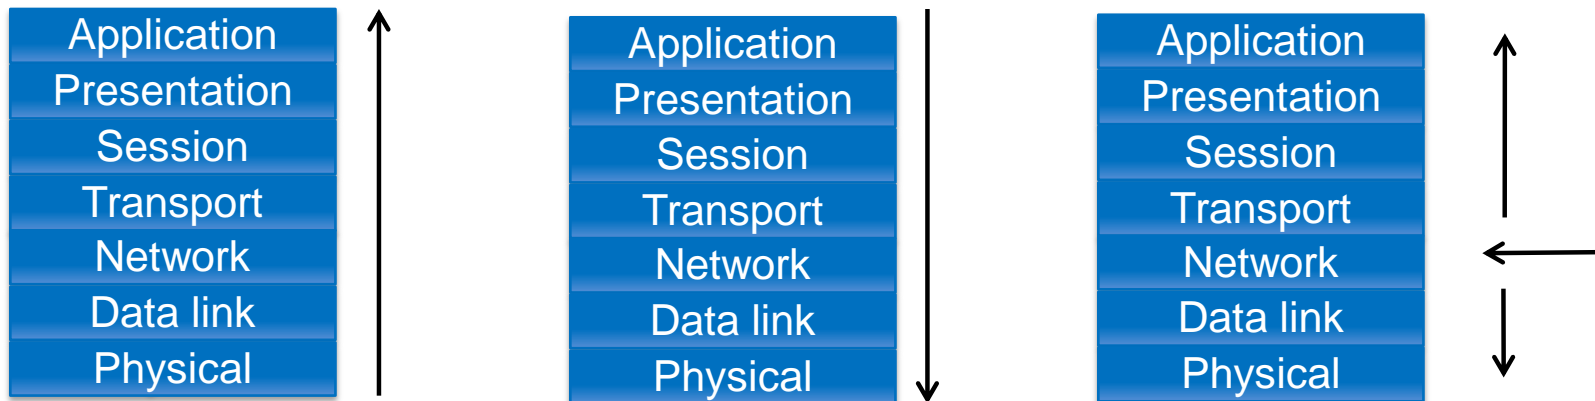 Application
Presentation
Session
Transport
Network
Data link
Physical
Application
Presentation
Session
Transport
Network
Data link
Physical
Application
Presentation
Session
Transport
Network
Data link
Physical